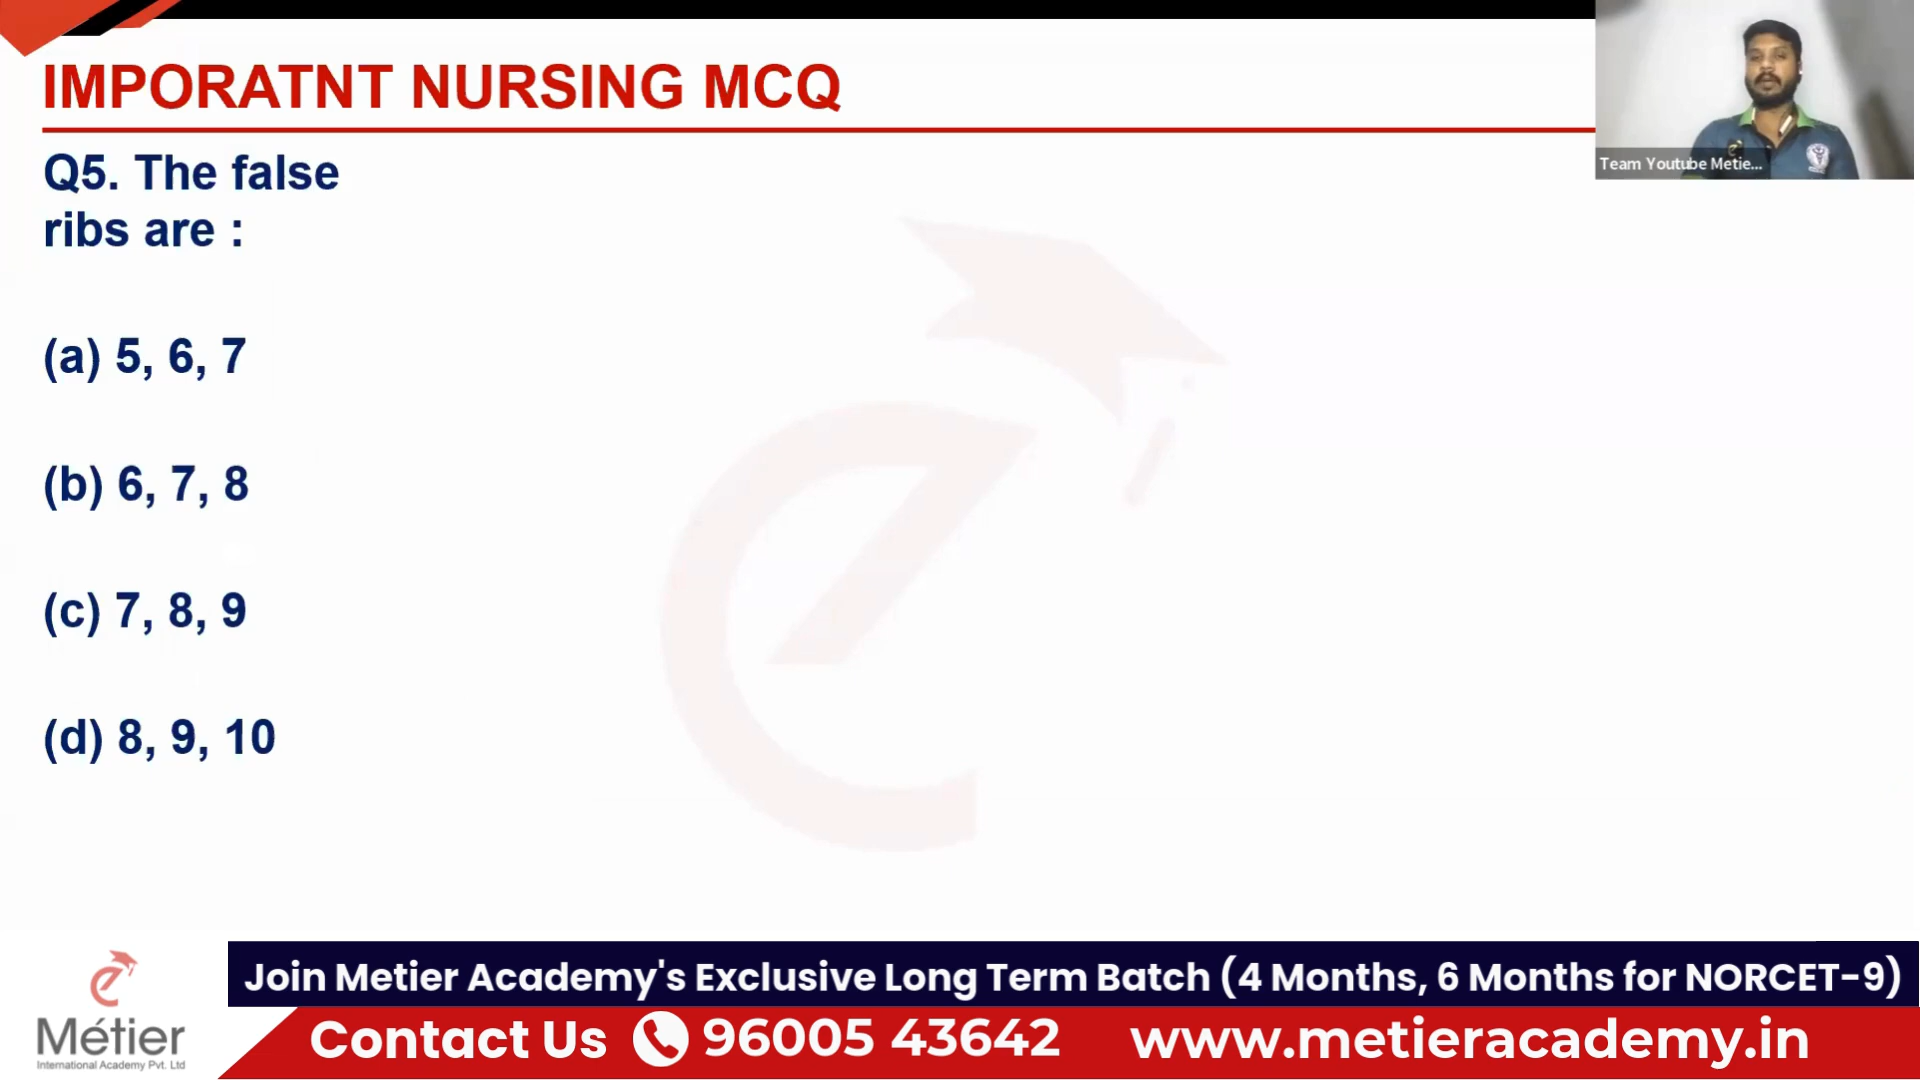 IMPORATNT NURSING MCQ
Team Youtube Metie...
Q5. The false
ribs are :
(a) 5, 6, 7
(b) 6, 7, 8
(c) 7, 8, 9
(d) 8, 9, 10
Join Metier Academy's Exclusive Long Term Batch (4 Months, 6 Months for NORCET-9)
Métier
International Academy Pvt. Ltd
Contact Us 96005 43642 www.metieracademy.in